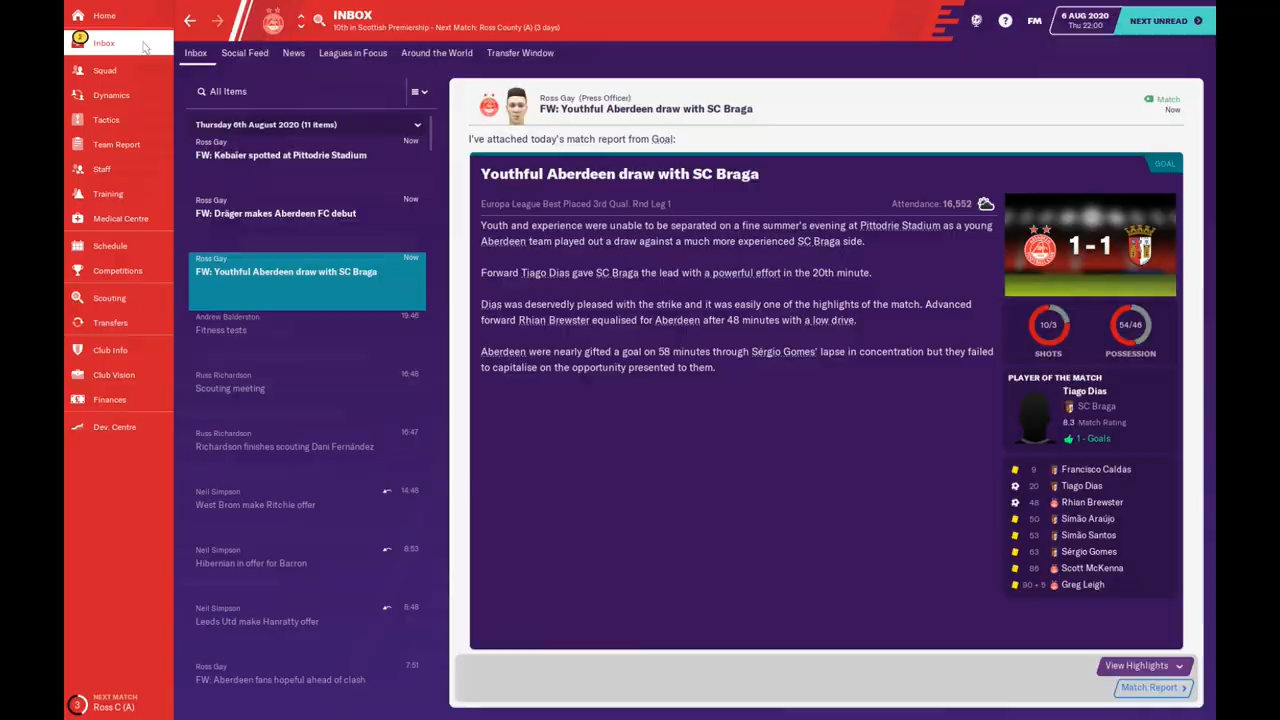 Home
2
Inbox
Squad
Dynamics
Tactics
Team Report
Staff
Training
Medical Centre
Schedule
Competitions
Scouting
Transfers
Club Info
Club Vision
Finances
Dev. Centre
3
NEXT MATCH
Ross C (A)
INBOX
10th in Scottish Premiership - Next Match: Ross County (A) (3 days)
FM
6 AUG 2020
Thu 22:00
NEXT UNREAD
Inbox Social Feed News Leagues in Focus Around the World Transfer Window
All Items
Thursday 6th August 2020 (11 items)
Ross Gay Now
FW: Kebaier spotted at Pittodrie Stadium
Ross Gay Now
FW: Dräger makes Aberdeen FC debut
Ross Gay Now
FW: Youthful Aberdeen draw with SC Braga
Andrew Balderston 19:46
Fitness tests
Russ Richardson 16:48
Scouting meeting
Russ Richardson 16:47
Richardson finishes scouting Dani Fernández
Neil Simpson 14:48
West Brom make Ritchie offer
Neil Simpson 8:53
Hibernian in offer for Barron
Neil Simpson 8:48
Leeds Utd make Hanratty offer
Ross Gay 7:51
FW: Aberdeen fans hopeful ahead of clash
Ross Gay (Press Officer)
FW: Youthful Aberdeen draw with SC Braga
Match
Now
I've attached today's match report from Goal:
GOAL
Youthful Aberdeen draw with SC Braga
Europa League Best Placed 3rd Qual. Rnd Leg 1 Attendance: 16,552
Youth and experience were unable to be separated on a fine summer's evening at Pittodrie Stadium as a young
Aberdeen team played out a draw against a much more experienced SC Braga side.
Forward Tiago Dias gave SC Braga the lead with a powerful effort in the 20th minute.
Dias was deservedly pleased with the strike and it was easily one of the highlights of the match. Advanced
forward Rhian Brewster equalised for Aberdeen after 48 minutes with a low drive.
Aberdeen were nearly gifted a goal on 58 minutes through Sérgio Gomes' lapse in concentration but they failed
to capitalise on the opportunity presented to them.
1 - 1
10/3 54/46
SHOTS POSSESSION
PLAYER OF THE MATCH
Tiago Dias
SC Braga
8.3 Match Rating
1 - Goals
9 Francisco Caldas
20 Tiago Dias
48 Rhian Brewster
50 Simão Araújo
53 Simão Santos
63 Sérgio Gomes
86 Scott McKenna
90 + 5 Greg Leigh
View Highlights
Match Report